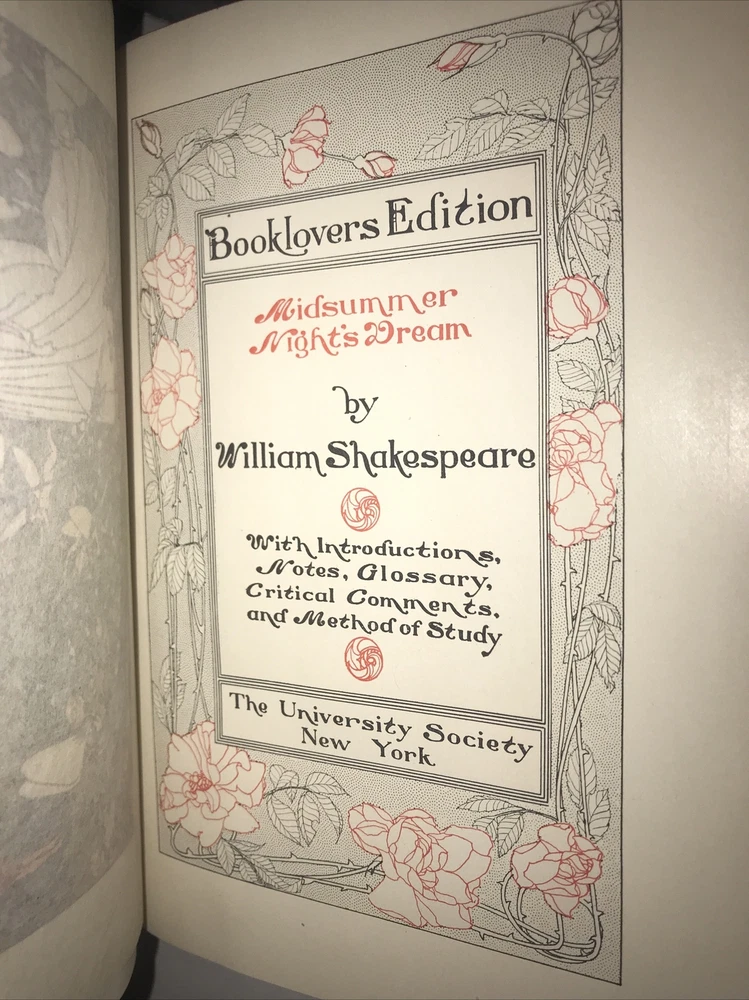 Booklovers Edition
Midsummer
Night's Dream
by
William Shakespeare
With Introductions,
Notes, Glossary,
Critical Comments,
and Method of Study
The University Society
New York